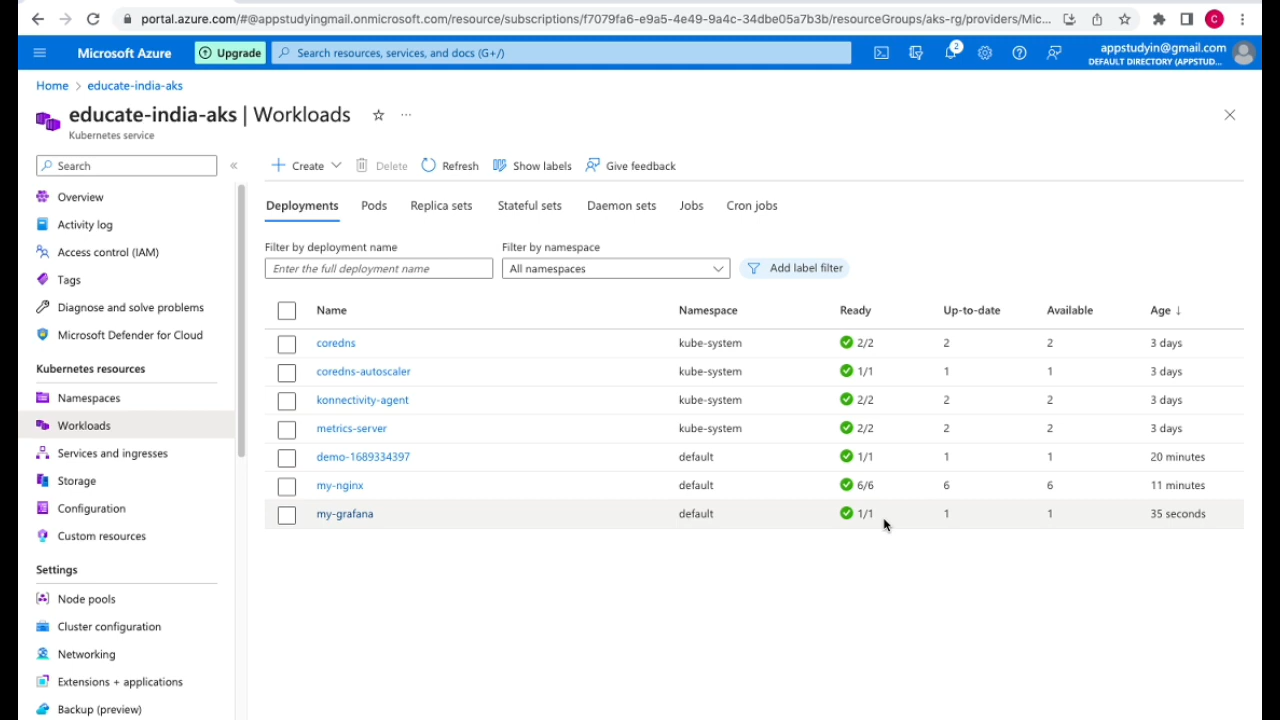 portal.azure.com/#@appstudyingmail.onmicrosoft.com/resource/subscriptions/f7079fa6-e9a5-4e49-9a4c-34dbe05a7b3b/resourceGroups/aks-rg/providers/Mic...
C
Microsoft Azure
Upgrade
Search resources, services, and docs (G+/)
2
appstudyin@gmail.com
DEFAULT DIRECTORY (APPSTUD...
Home > educate-india-aks
educate-india-aks | Workloads
Kubernetes service
Search
Overview
Activity log
Access control (IAM)
Tags
Diagnose and solve problems
Microsoft Defender for Cloud
Kubernetes resources
Namespaces
Workloads
Services and ingresses
Storage
Configuration
Custom resources
Settings
Node pools
Cluster configuration
Networking
Extensions + applications
Backup (preview)
Create Delete Refresh Show labels Give feedback
Deployments Pods Replica sets Stateful sets Daemon sets Jobs Cron jobs
Filter by deployment name Filter by namespace
Enter the full deployment name All namespaces Add label filter
Name Namespace Ready Up-to-date Available Age ↓
coredns kube-system 2/2 2 2 3 days
coredns-autoscaler kube-system 1/1 1 1 3 days
konnectivity-agent kube-system 2/2 2 2 3 days
metrics-server kube-system 2/2 2 2 3 days
demo-1689334397 default 1/1 1 1 20 minutes
my-nginx default 6/6 6 6 11 minutes
my-grafana default 1/1 1 1 35 seconds